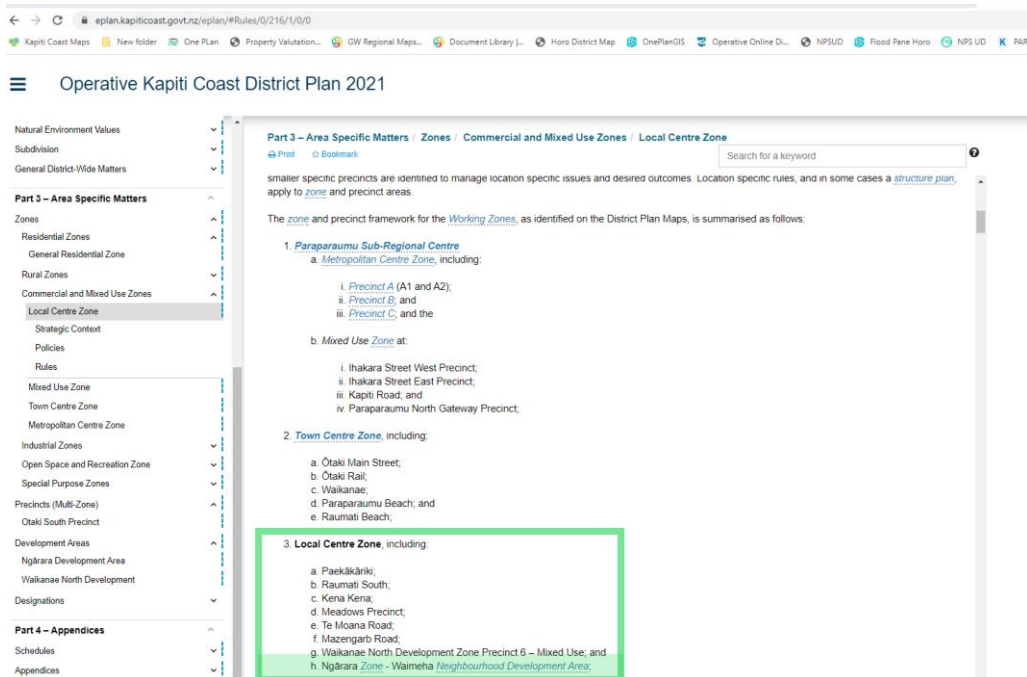 eplan.kapiticoast.govt.nz/eplan/#Rules/0/216/1/0/0
Kapiti Coast Maps New folder One PLan Property Valutation... GW Regional Maps... Document Library |... Horo District Map OnePlanGIS Operative Online Di... NPSUD Flood Pane Horo NPS UD K PAR
Operative Kapiti Coast District Plan 2021
Natural Environment Values
Subdivision
General District-Wide Matters
Part 3 – Area Specific Matters
Zones
Residential Zones
General Residential Zone
Rural Zones
Commercial and Mixed Use Zones
Local Centre Zone
Strategic Context
Policies
Rules
Mixed Use Zone
Town Centre Zone
Metropolitan Centre Zone
Industrial Zones
Open Space and Recreation Zone
Special Purpose Zones
Precincts (Multi-Zone)
Otaki South Precinct
Development Areas
Ngārara Development Area
Waikanae North Development
Designations
Part 4 – Appendices
Schedules
Appendices
Part 3 – Area Specific Matters / Zones / Commercial and Mixed Use Zones / Local Centre Zone
Print Bookmark
Search for a keyword
smaller specific precincts are identified to manage location specific issues and desired outcomes. Location specific rules, and in some cases a structure plan,
apply to zone and precinct areas.
The zone and precinct framework for the Working Zones, as identified on the District Plan Maps, is summarised as follows:
1. Paraparaumu Sub-Regional Centre
a. Metropolitan Centre Zone, including:
i. Precinct A (A1 and A2);
ii. Precinct B; and
iii. Precinct C; and the
b. Mixed Use Zone at:
i. Ihakara Street West Precinct;
ii. Ihakara Street East Precinct;
iii. Kapiti Road; and
iv. Paraparaumu North Gateway Precinct;
2. Town Centre Zone, including:
a. Ōtaki Main Street;
b. Ōtaki Rail;
c. Waikanae;
d. Paraparaumu Beach; and
e. Raumati Beach;
3. Local Centre Zone, including:
a. Paekākāriki;
b. Raumati South;
c. Kena Kena;
d. Meadows Precinct;
e. Te Moana Road;
f. Mazengarb Road;
g. Waikanae North Development Zone Precinct 6 – Mixed Use; and
h. Ngārara Zone - Waimeha Neighbourhood Development Area;